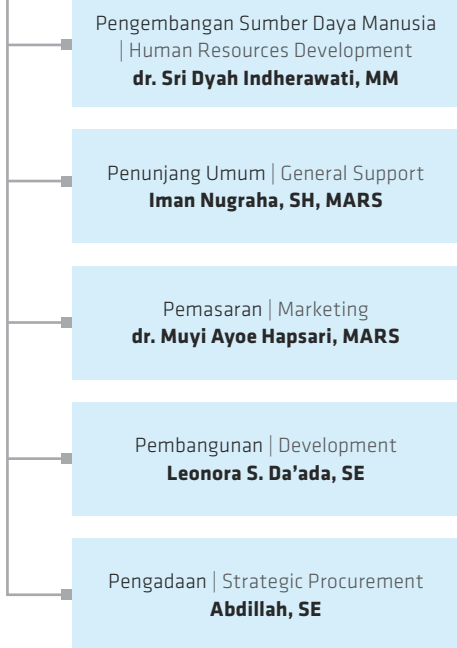 Pengembangan Sumber Daya Manusia
| Human Resources Development
dr. Sri Dyah Indherawati, MM
Penunjang Umum | General Support
Iman Nugraha, SH, MARS
Pemasaran | Marketing
dr. Muyi Ayoe Hapsari, MARS
Pembangunan | Development
Leonora S. Da'ada, SE
Pengadaan | Strategic Procurement
Abdillah, SE